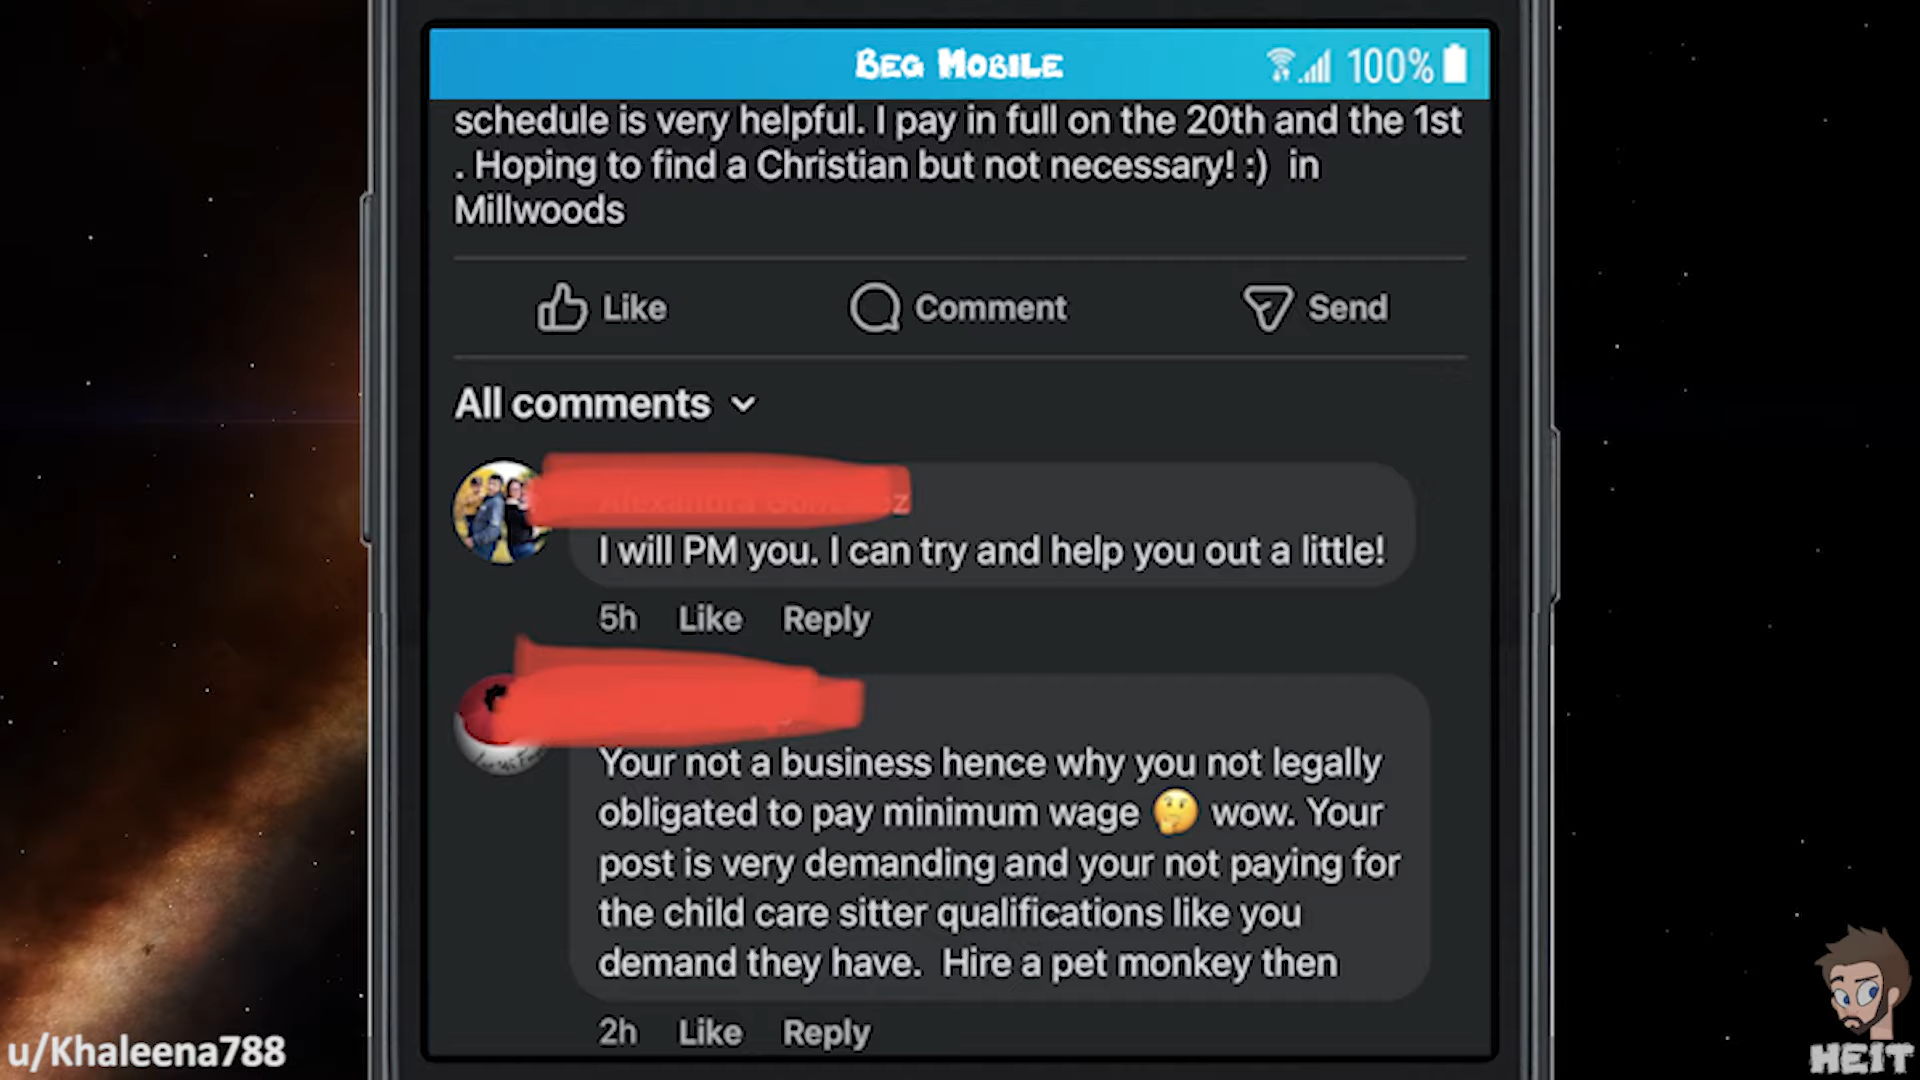 BEG MOBILE
100%
schedule is very helpful. I pay in full on the 20th and the 1st
. Hoping to find a Christian but not necessary! :)  in
Millwoods
Like
Comment
Send
All comments
I will PM you. I can try and help you out a little!
5h Like Reply
Your not a business hence why you not legally
obligated to pay minimum wage 🤔 wow. Your
post is very demanding and your not paying for
the child care sitter qualifications like you
demand they have.  Hire a pet monkey then
2h Like Reply
u/Khaleena788
HEIT